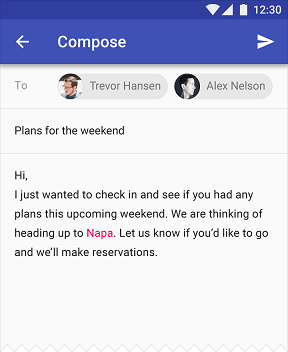 12:30
Compose
To Trevor Hansen Alex Nelson
Plans for the weekend
Hi,
I just wanted to check in and see if you had any
plans this upcoming weekend. We are thinking of
heading up to Napa. Let us know if you’d like to go
and we’ll make reservations.